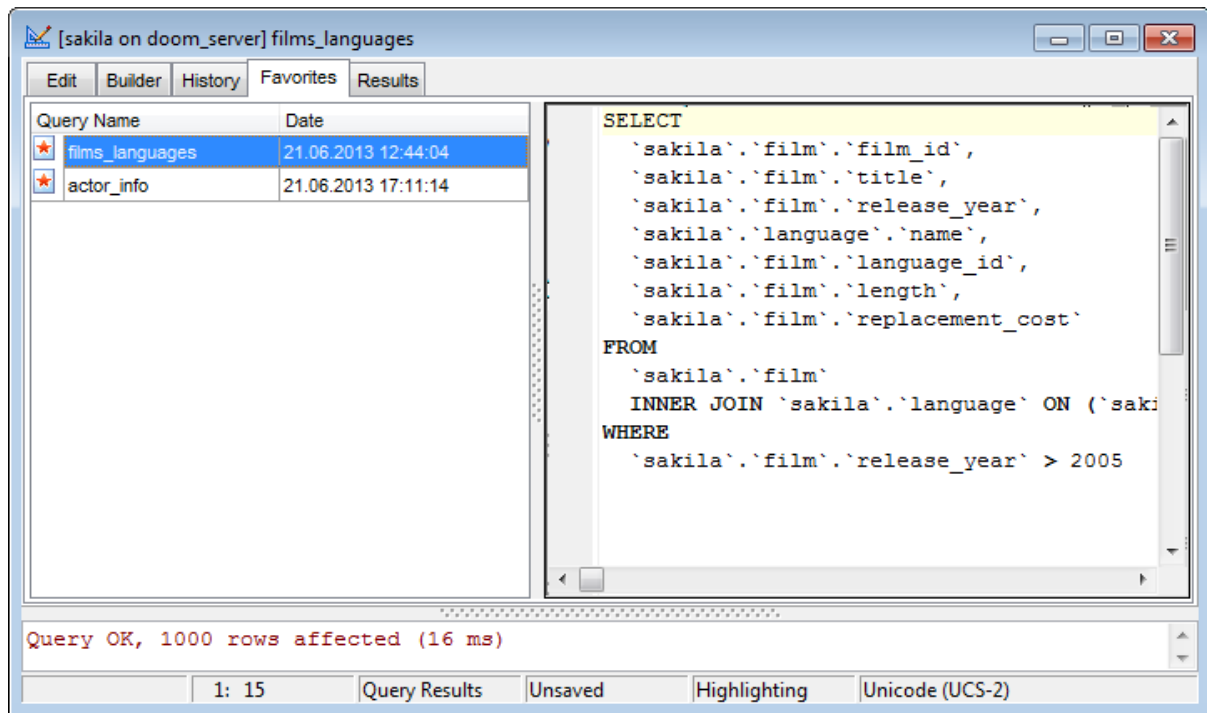 [sakila on doom_server] films_languages
Edit Builder History Favorites Results
Query Name Date
films_languages 21.06.2013 12:44:04
actor_info 21.06.2013 17:11:14
SELECT
`sakila`.`film`.`film_id`,
`sakila`.`film`.`title`,
`sakila`.`film`.`release_year`,
`sakila`.`language`.`name`,
`sakila`.`film`.`language_id`,
`sakila`.`film`.`length`,
`sakila`.`film`.`replacement_cost`
FROM
`sakila`.`film`
INNER JOIN `sakila`.`language` ON (`saki
WHERE
`sakila`.`film`.`release_year` > 2005
Query OK, 1000 rows affected (16 ms)
1: 15 Query Results Unsaved Highlighting Unicode (UCS-2)